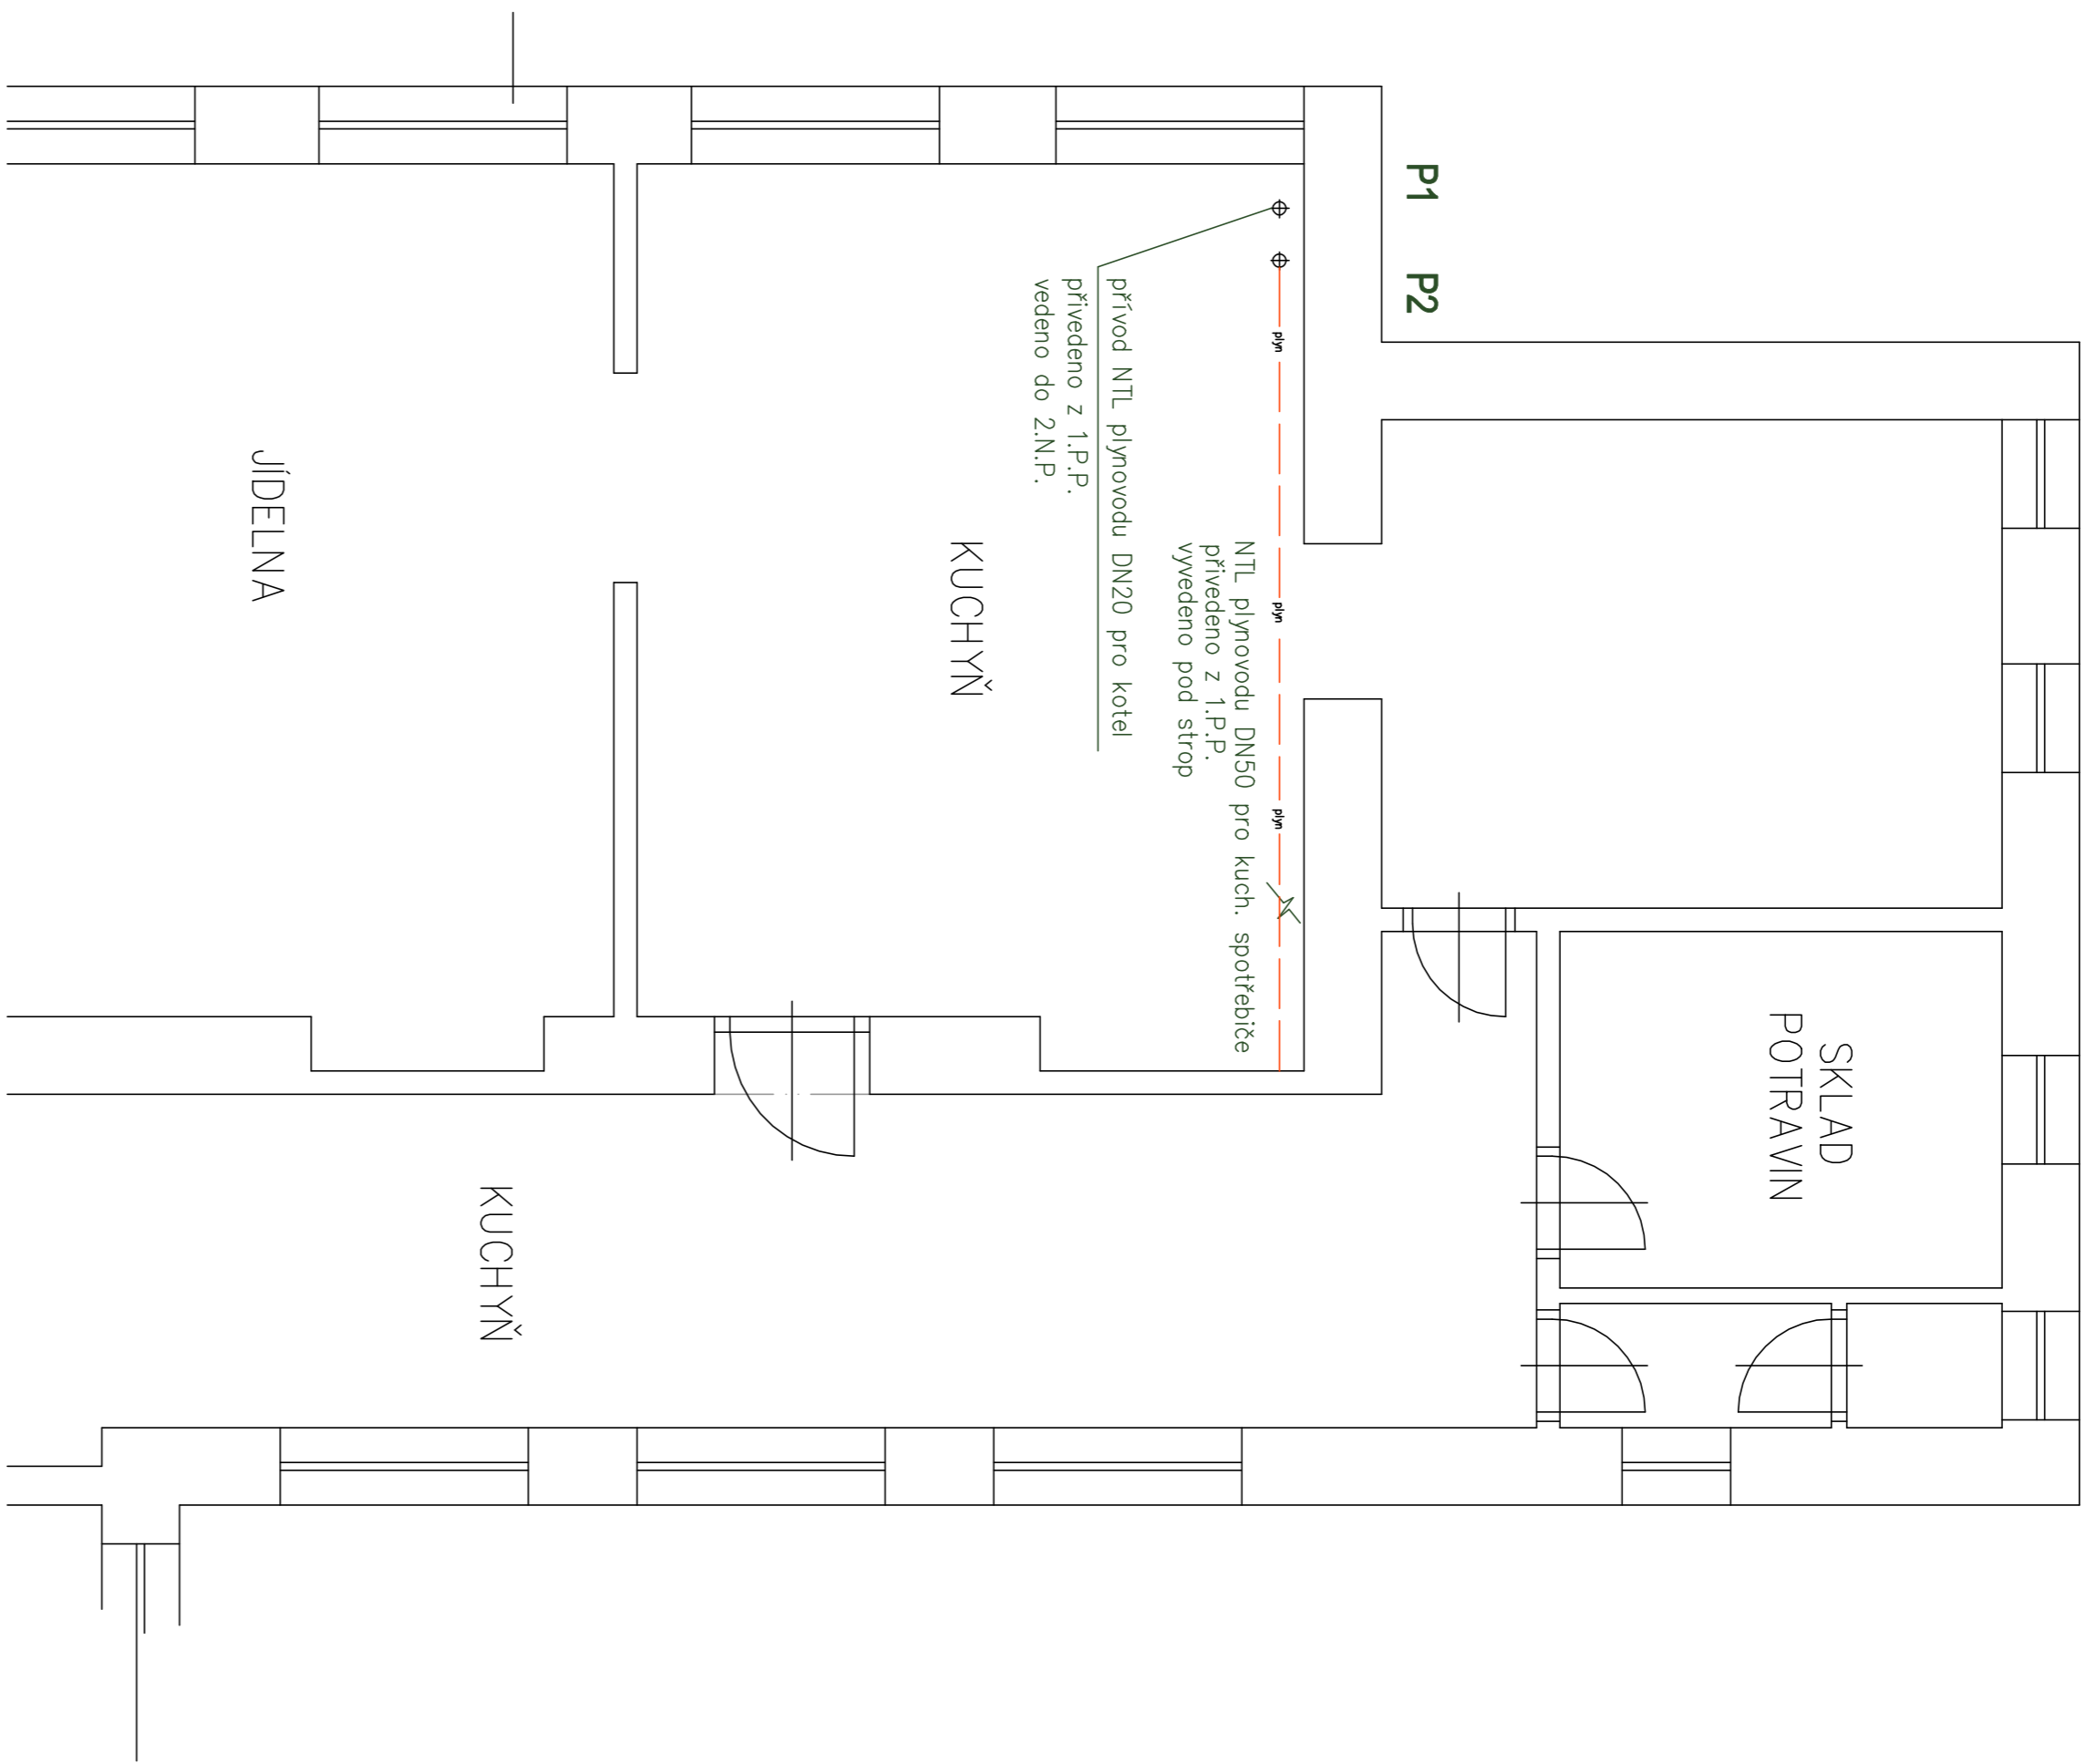 P1
P2
přívod NTL plynovodu DN20 pro kotel
přivedeno z 1.P.P.
vedeno do 2.N.P.
plyn
plyn
plyn
NTL plynovodu DN50 pro kuch. spotřebiče
přivedeno z 1.P.P.
vyvedeno pod strop
JÍDELNA
KUCHYŇ
SKLAD
POTRAVIN
KUCHYŇ